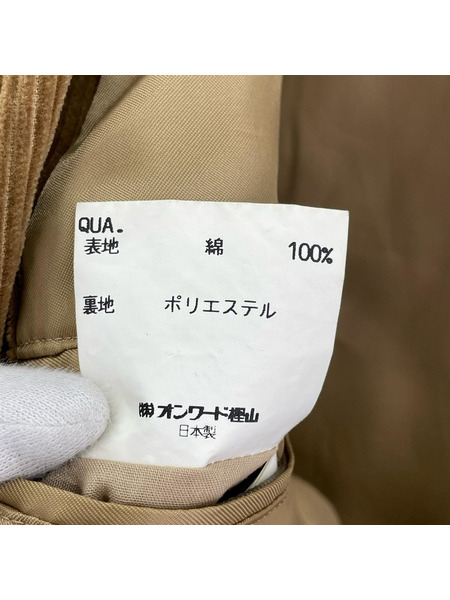 QUA.
表地 綿 100%
裏地 ポリエステル
㈱オンワード樫山
日本製